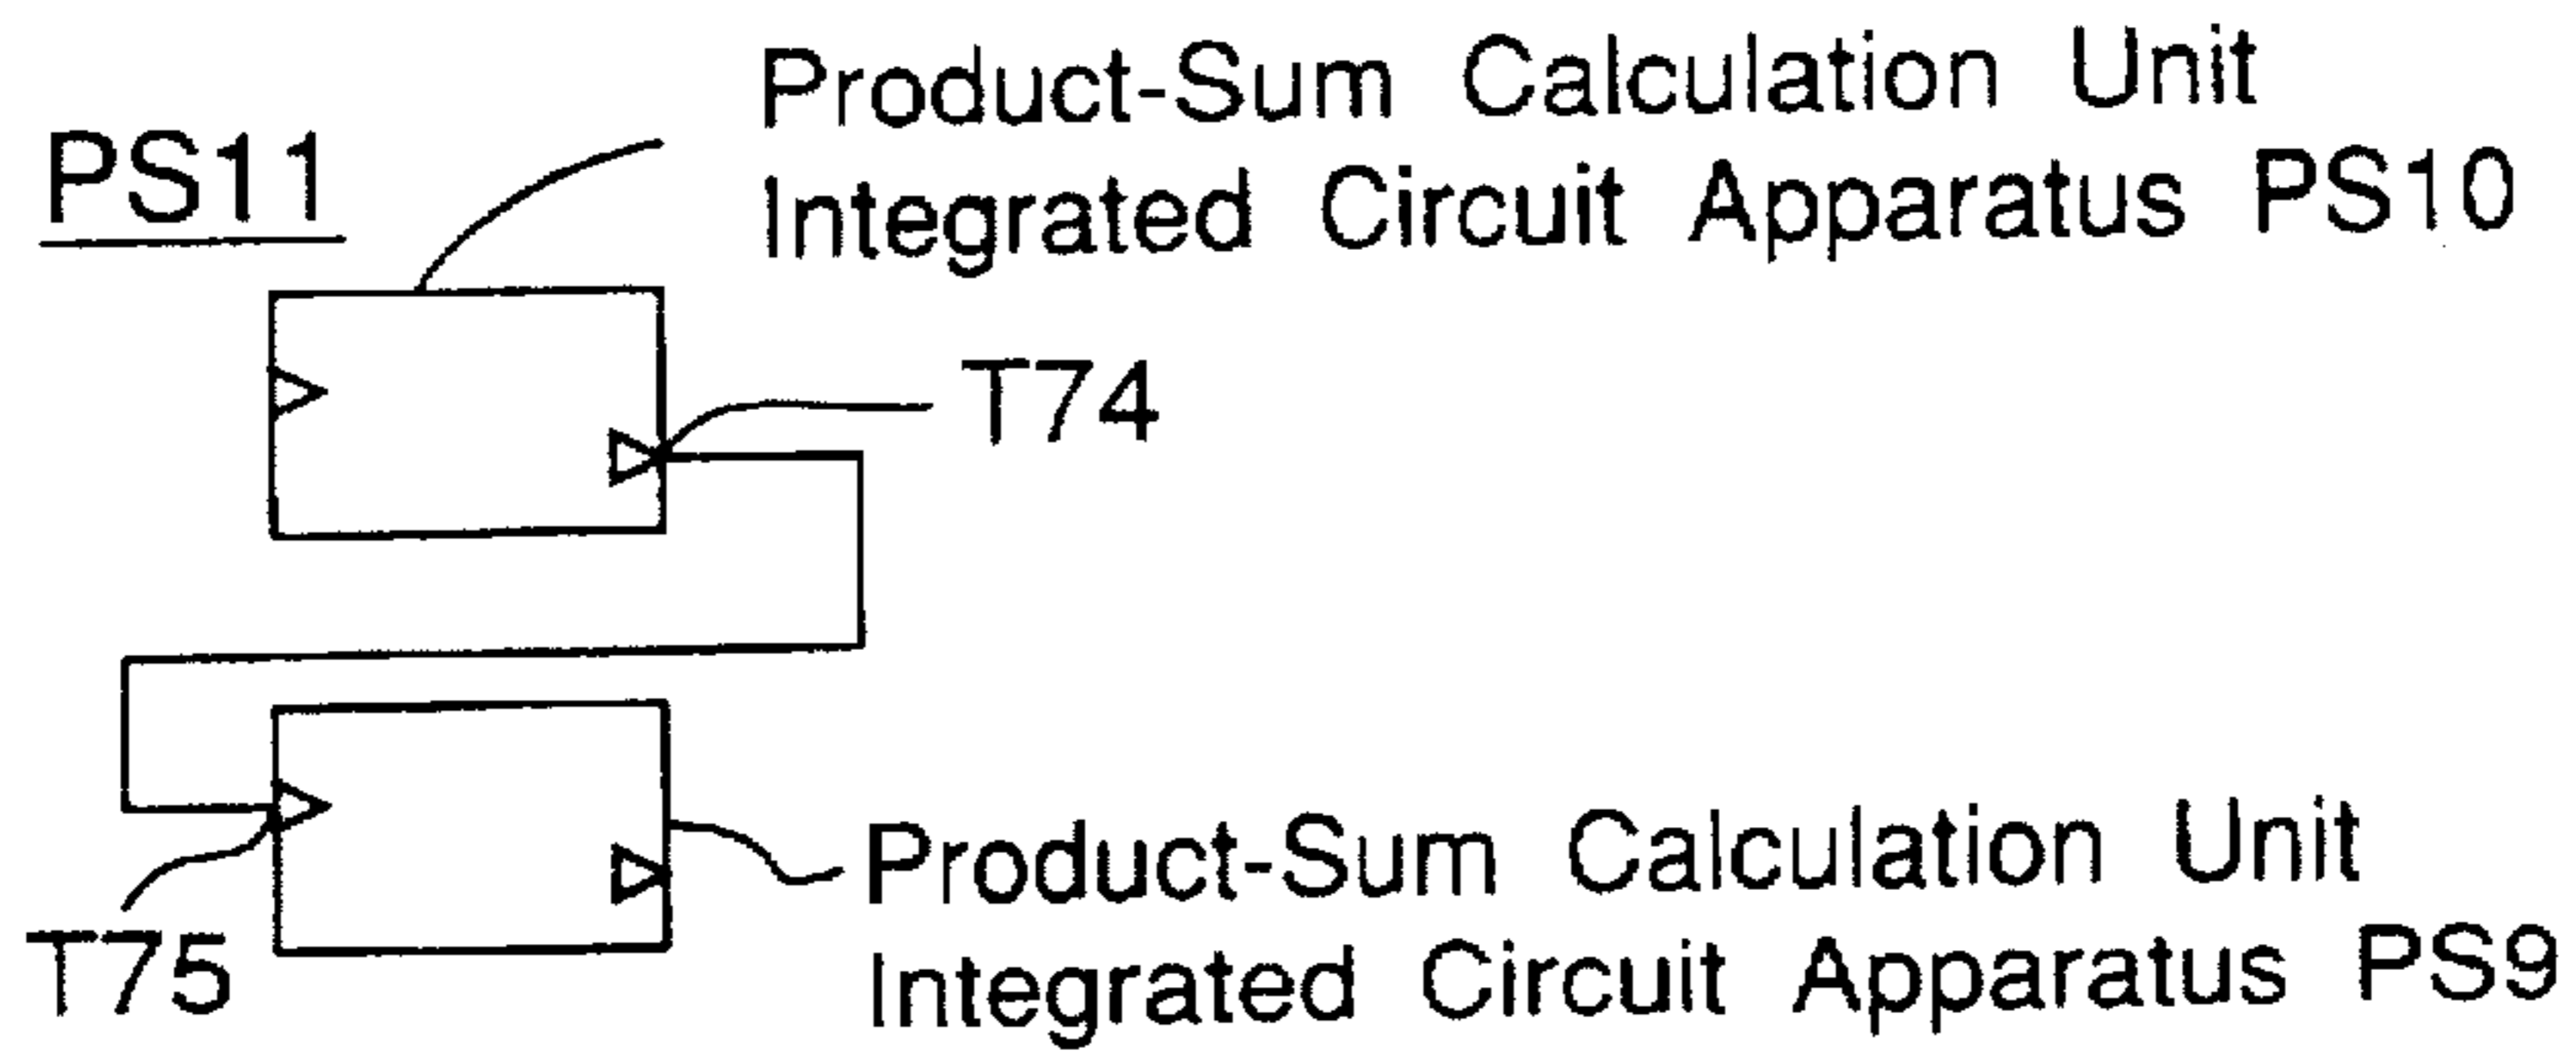 PS11
Product-Sum Calculation Unit
Integrated Circuit Apparatus PS10
T74
T75
Product-Sum Calculation Unit
Integrated Circuit Apparatus PS9